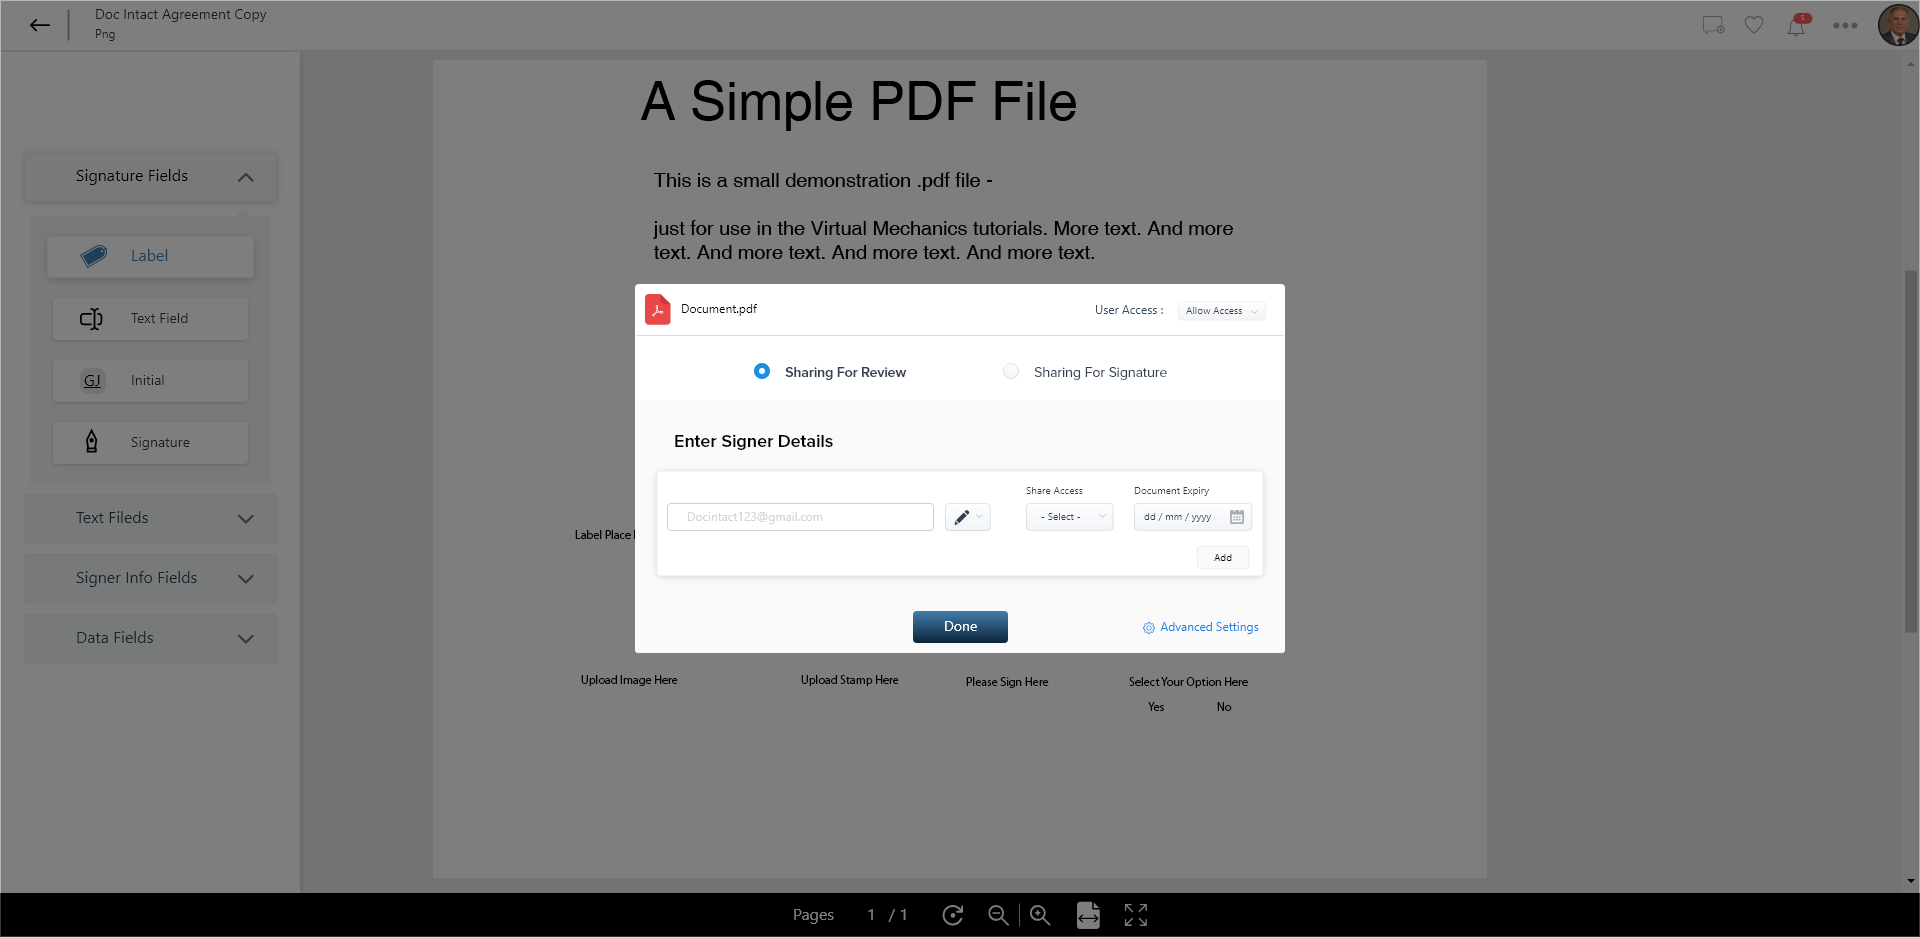 Doc Intact Agreement Copy
Png
5
A Simple PDF File
This is a small demonstration .pdf file -
just for use in the Virtual Mechanics tutorials. More text. And more
text. And more text. And more text. And more text.
Signature Fields
Label
Text Field
GJ Initial
Signature
Text Fileds
Signer Info Fields
Data Fields
Document.pdf
User Access :
Allow Access
Sharing For Review
Sharing For Signature
Enter Signer Details
Share Access
Document Expiry
Docintact123@gmail.com
- Select -
dd / mm / yyyy
Add
Label Place
Done
Advanced Settings
Upload Image Here
Upload Stamp Here
Please Sign Here
Select Your Option Here
Yes
No
Pages 1 / 1